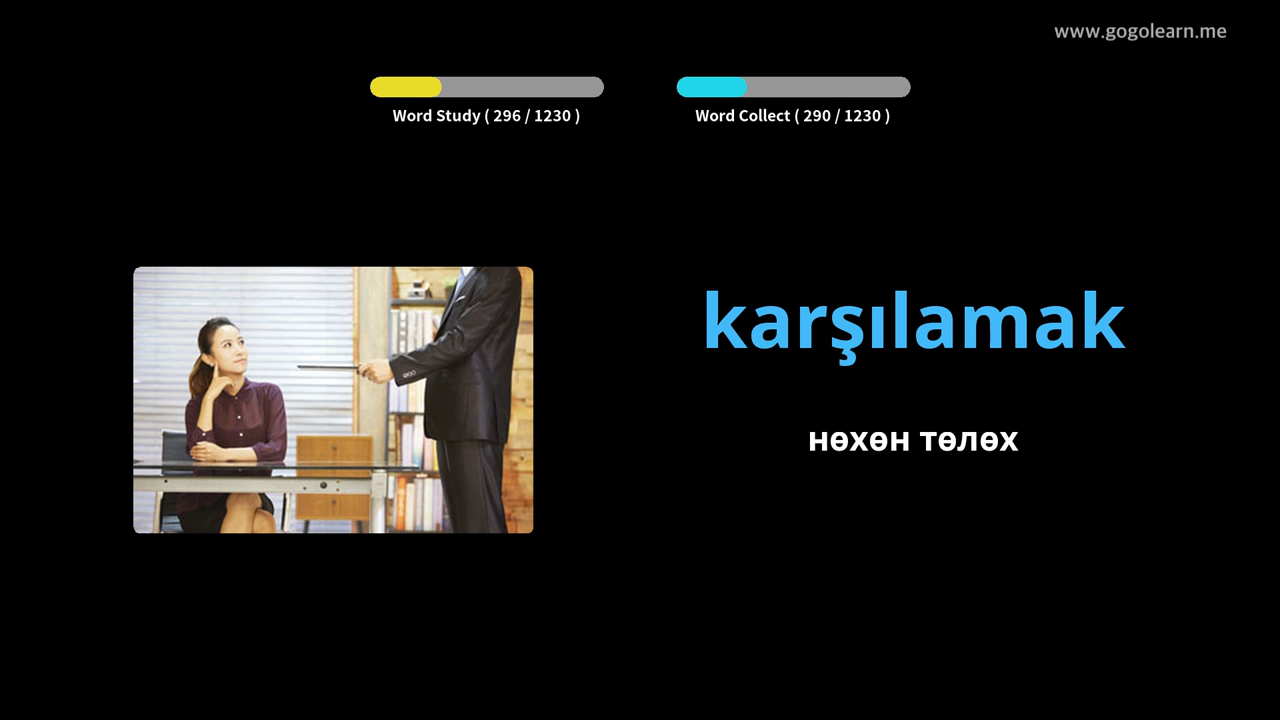 www.gogolearn.me
Word Study ( 296 / 1230 )
Word Collect ( 290 / 1230 )
karşılamak
нөхөн төлөх